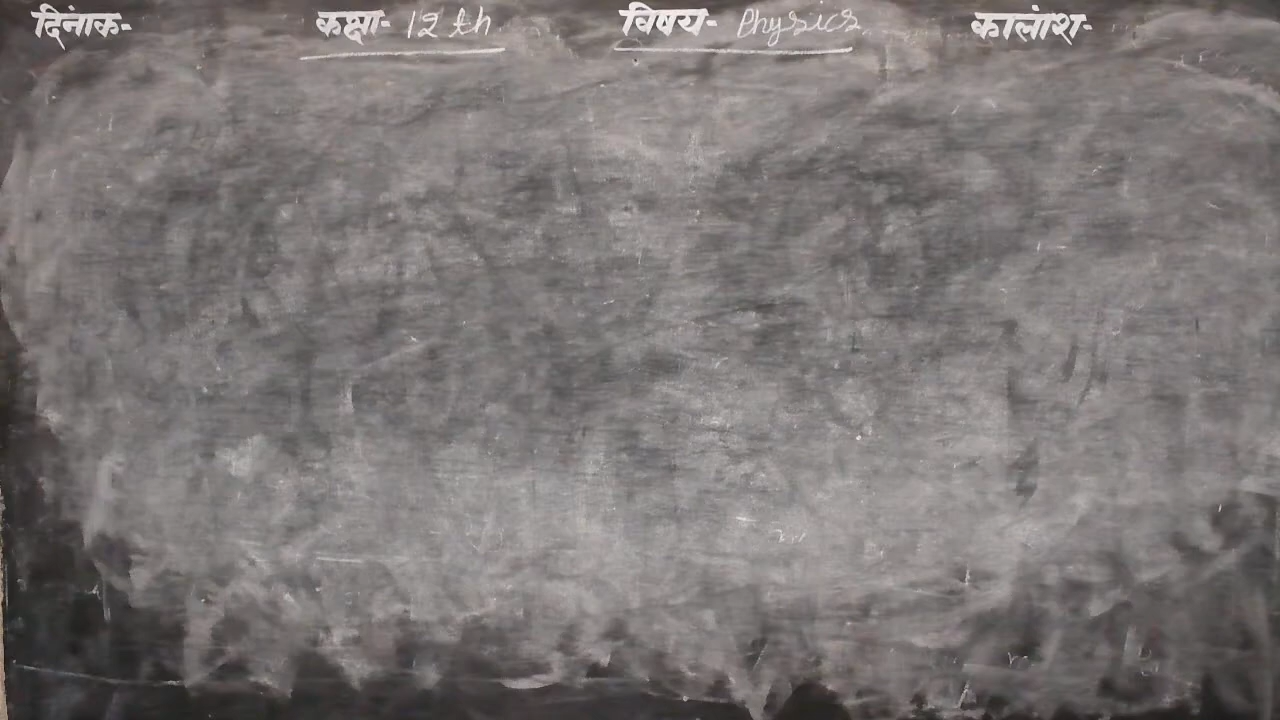 दिनांक- कक्षा- 12 th विषय- Physics कालांश-